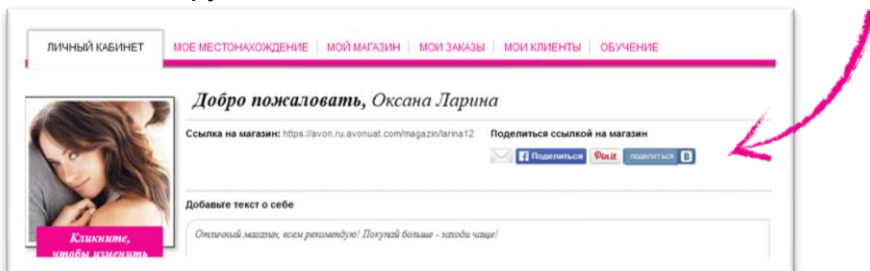 ЛИЧНЫЙ КАБИНЕТ МОЕ МЕСТОНАХОЖДЕНИЕ МОЙ МАГАЗИН МОИ ЗАКАЗЫ МОИ КЛИЕНТЫ ОБУЧЕНИЕ
Добро пожаловать, Оксана Ларина
Ссылка на магазин: https://avon.ru.avonuat.com/magazin/larina12 Поделиться ссылкой на магазин
Поделиться Pin it поделиться В
Добавьте текст о себе
Отличный магазин, всем рекомендую! Покупай больше - заходи чаще!
Кликните,
чтобы изменить